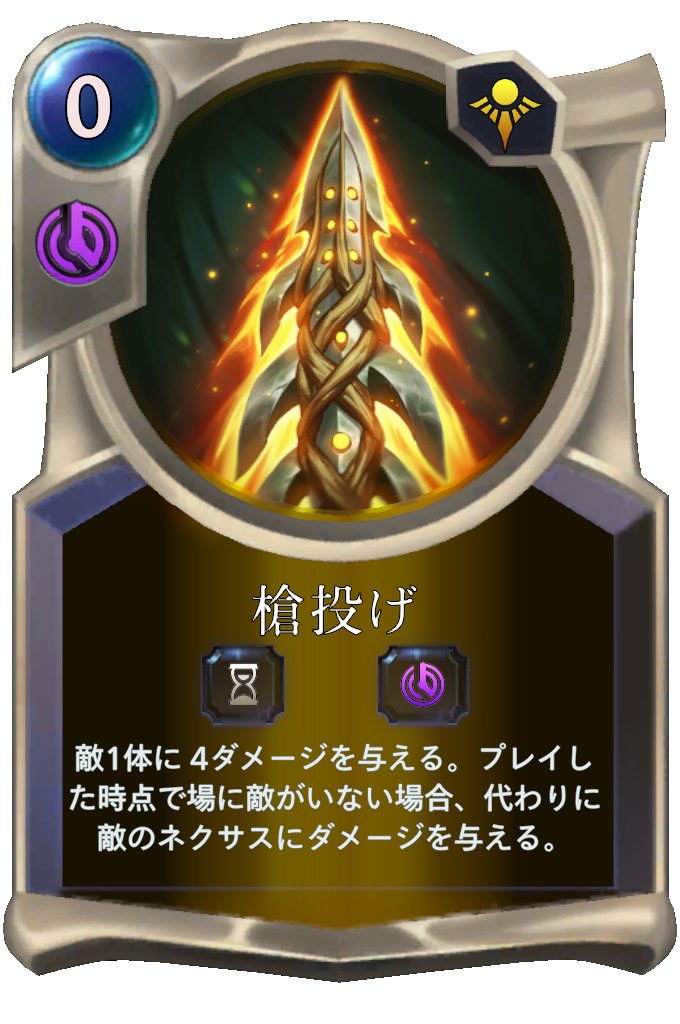 0
槍投げ
敵1体に 4ダメージを与える。プレイし
た時点で場に敵がいない場合、代わりに
敵のネクサスにダメージを与える。